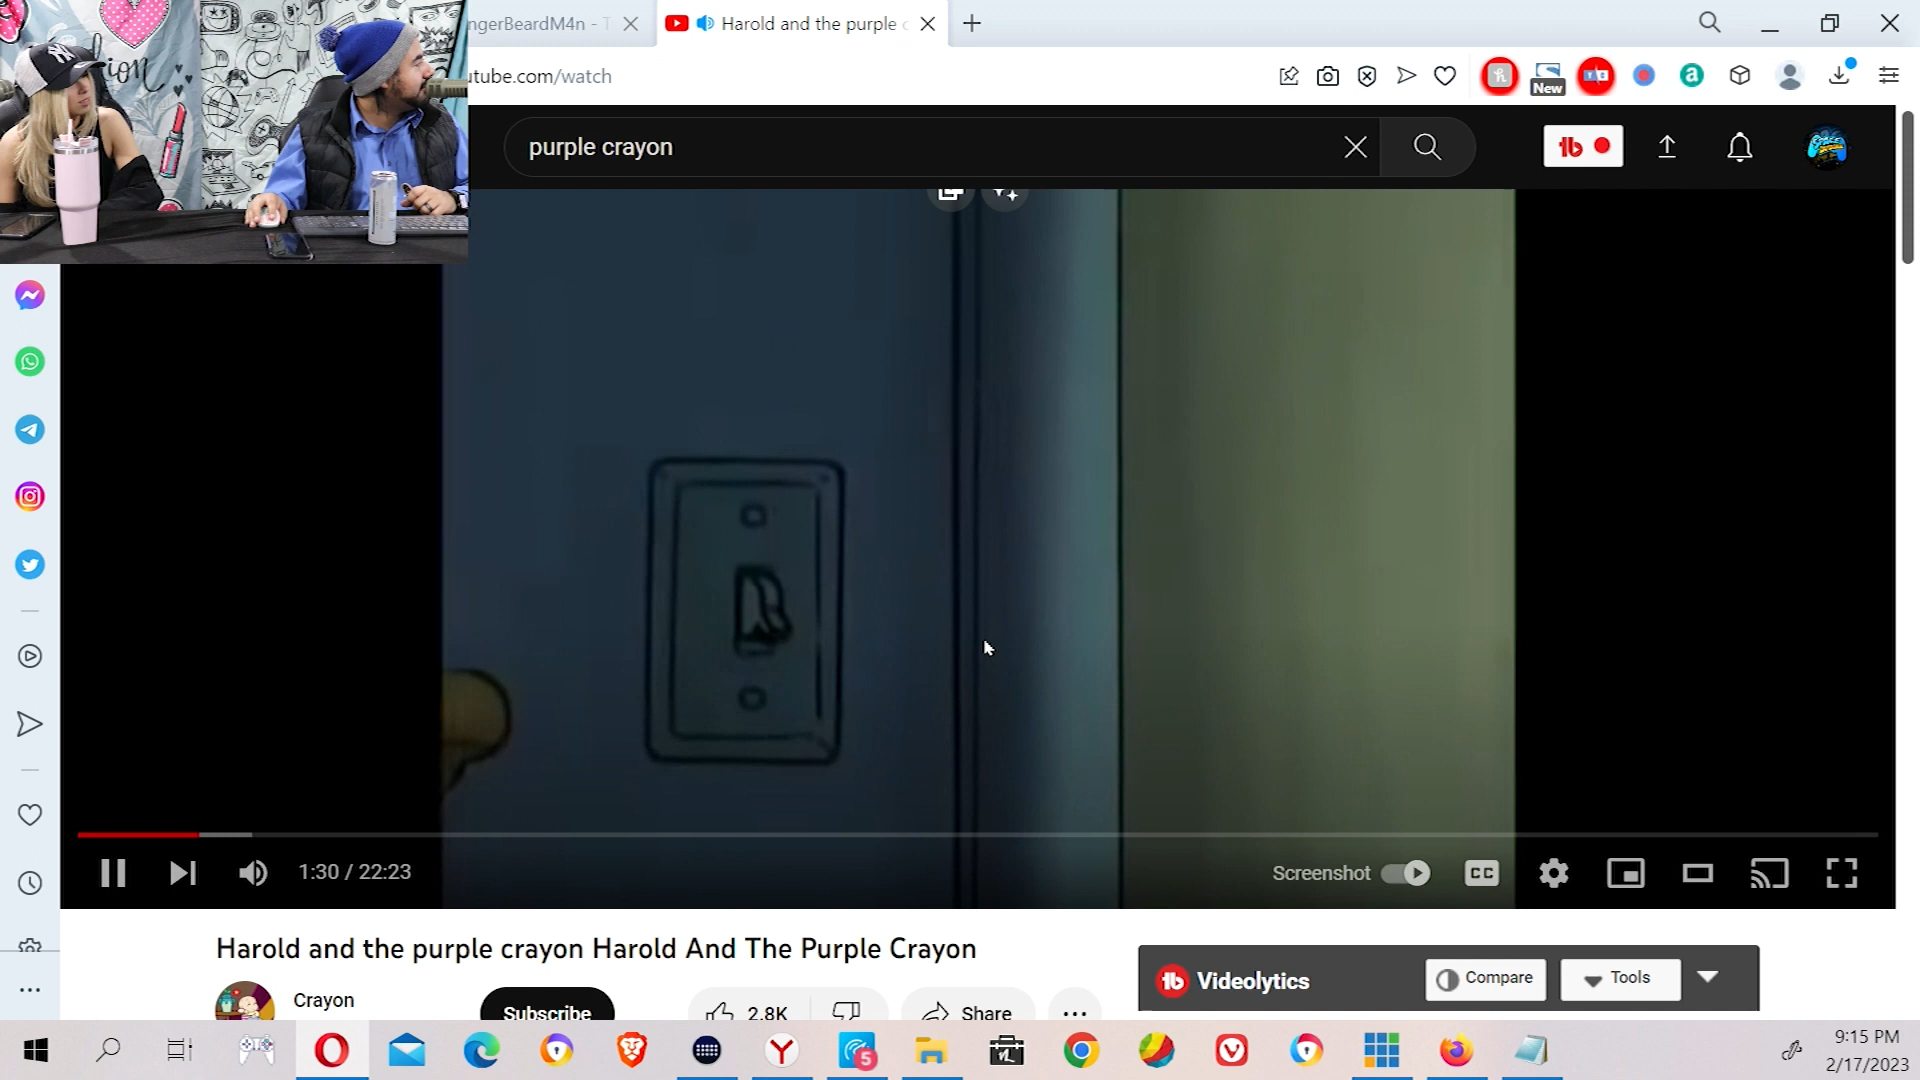 ngerBeardM4n - T
Harold and the purple c
utube.com/watch
New
purple crayon
1:30 / 22:23
Screenshot
CC
Harold and the purple crayon Harold And The Purple Crayon
Crayon
Subscribe
2.8K
Share
Videolytics
Compare
Tools
5
9:15 PM
2/17/2023